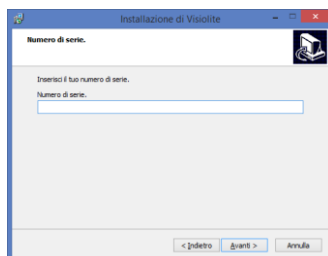 Installazione di Visiolite
Numero di serie.
Inserisci il tuo numero di serie.
Numero di serie.
< Indietro
Avanti >
Annulla